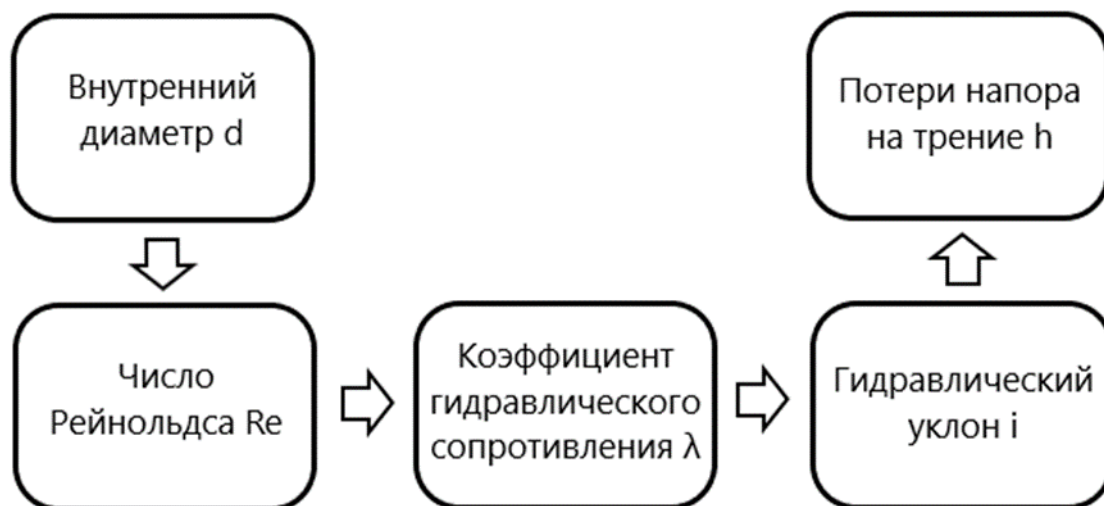 Внутренний
диаметр d
Потери напора
на трение h
Число
Рейнольдса Re
Коэффициент
гидравлического
сопротивления λ
Гидравлический
уклон i